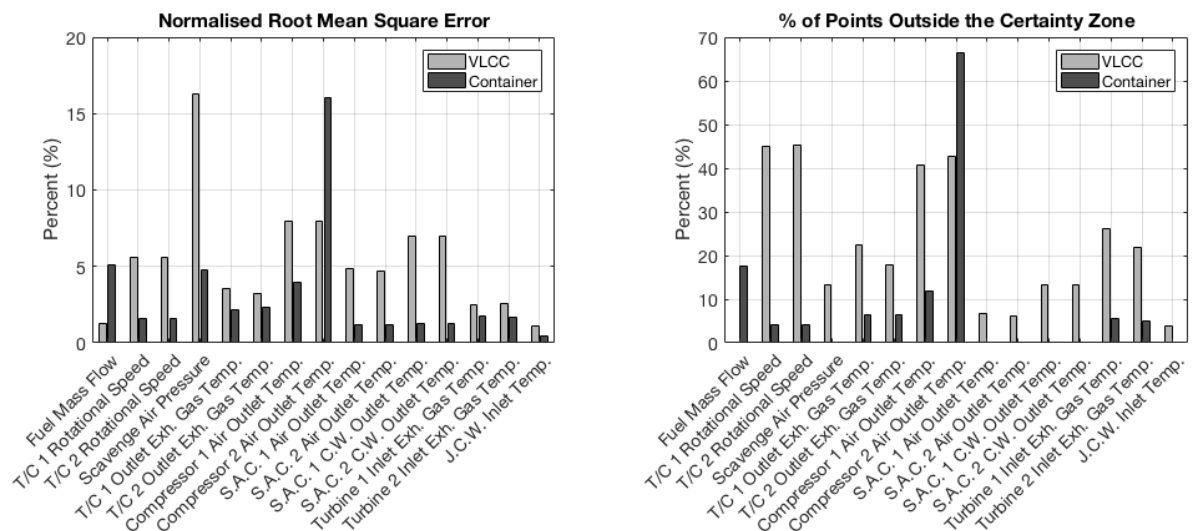 Normalised Root Mean Square Error
20
15
10
5
0
Percent (%)
VLCC
Container
Fuel Mass Flow
T/C 1 Rotational Speed
T/C 2 Rotational Speed
Scavenge Air Pressure
T/C 1 Outlet Exh. Gas Temp.
T/C 2 Outlet Exh. Gas Temp.
Compressor 1 Air Outlet Temp.
Compressor 2 Air Outlet Temp.
S.A.C. 1 Air Outlet Temp.
S.A.C. 2 Air Outlet Temp.
S.A.C. 1 C.W. Outlet Temp.
S.A.C. 2 C.W. Outlet Temp.
Turbine 1 Inlet Exh. Gas Temp.
Turbine 2 Inlet Exh. Gas Temp.
J.C.W. Inlet Temp.
% of Points Outside the Certainty Zone
70
60
50
40
30
20
10
0
Percent (%)
VLCC
Container
Fuel Mass Flow
T/C 1 Rotational Speed
T/C 2 Rotational Speed
Scavenge Air Pressure
T/C 1 Outlet Exh. Gas Temp.
T/C 2 Outlet Exh. Gas Temp.
Compressor 1 Air Outlet Temp.
Compressor 2 Air Outlet Temp.
S.A.C. 1 Air Outlet Temp.
S.A.C. 2 Air Outlet Temp.
S.A.C. 1 C.W. Outlet Temp.
S.A.C. 2 C.W. Outlet Temp.
Turbine 1 Inlet Exh. Gas Temp.
Turbine 2 Inlet Exh. Gas Temp.
J.C.W. Inlet Temp.